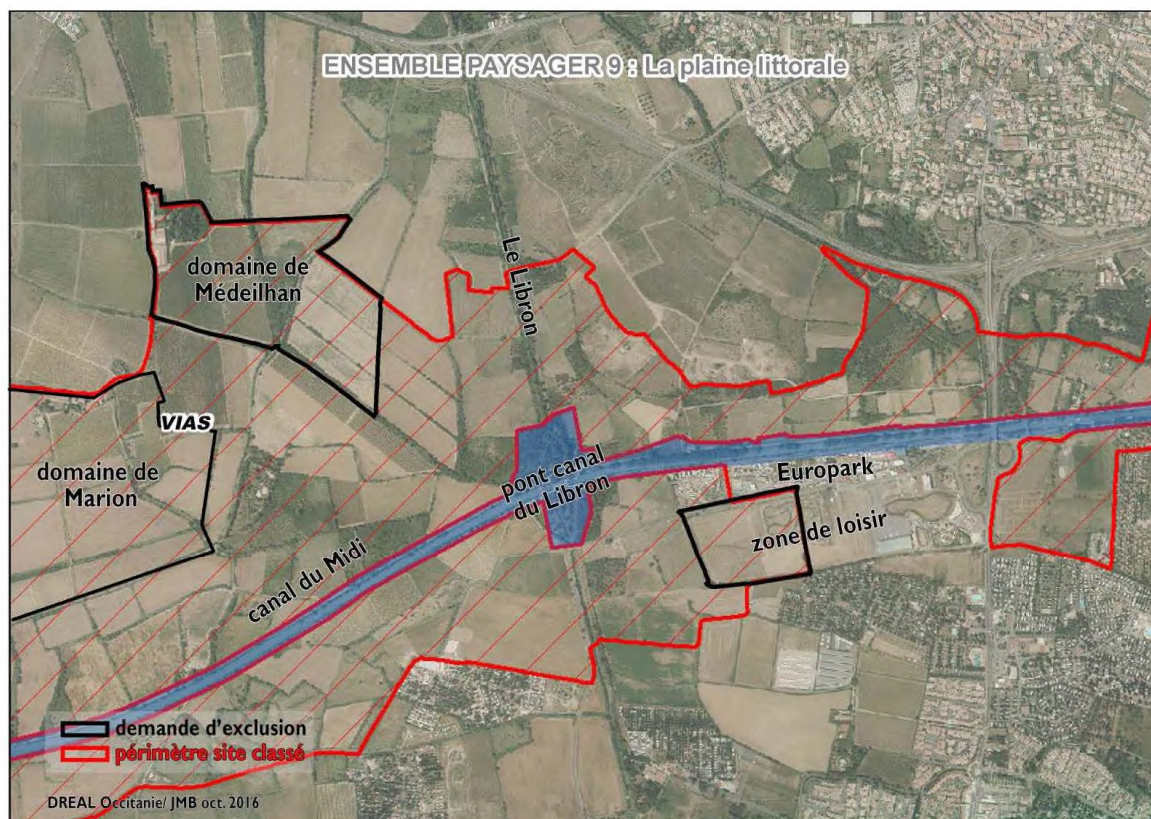 ENSEMBLE PAYSAGER 9 : La plaine littorale
domaine de
Médeilhan
Le Libron
VIAS
domaine de
Marion
pont canal
du Libron
Europark
zone de loisir
canal du Midi
demande d'exclusion
périmètre site classé
DREAL Occitanie/ JMB oct. 2016